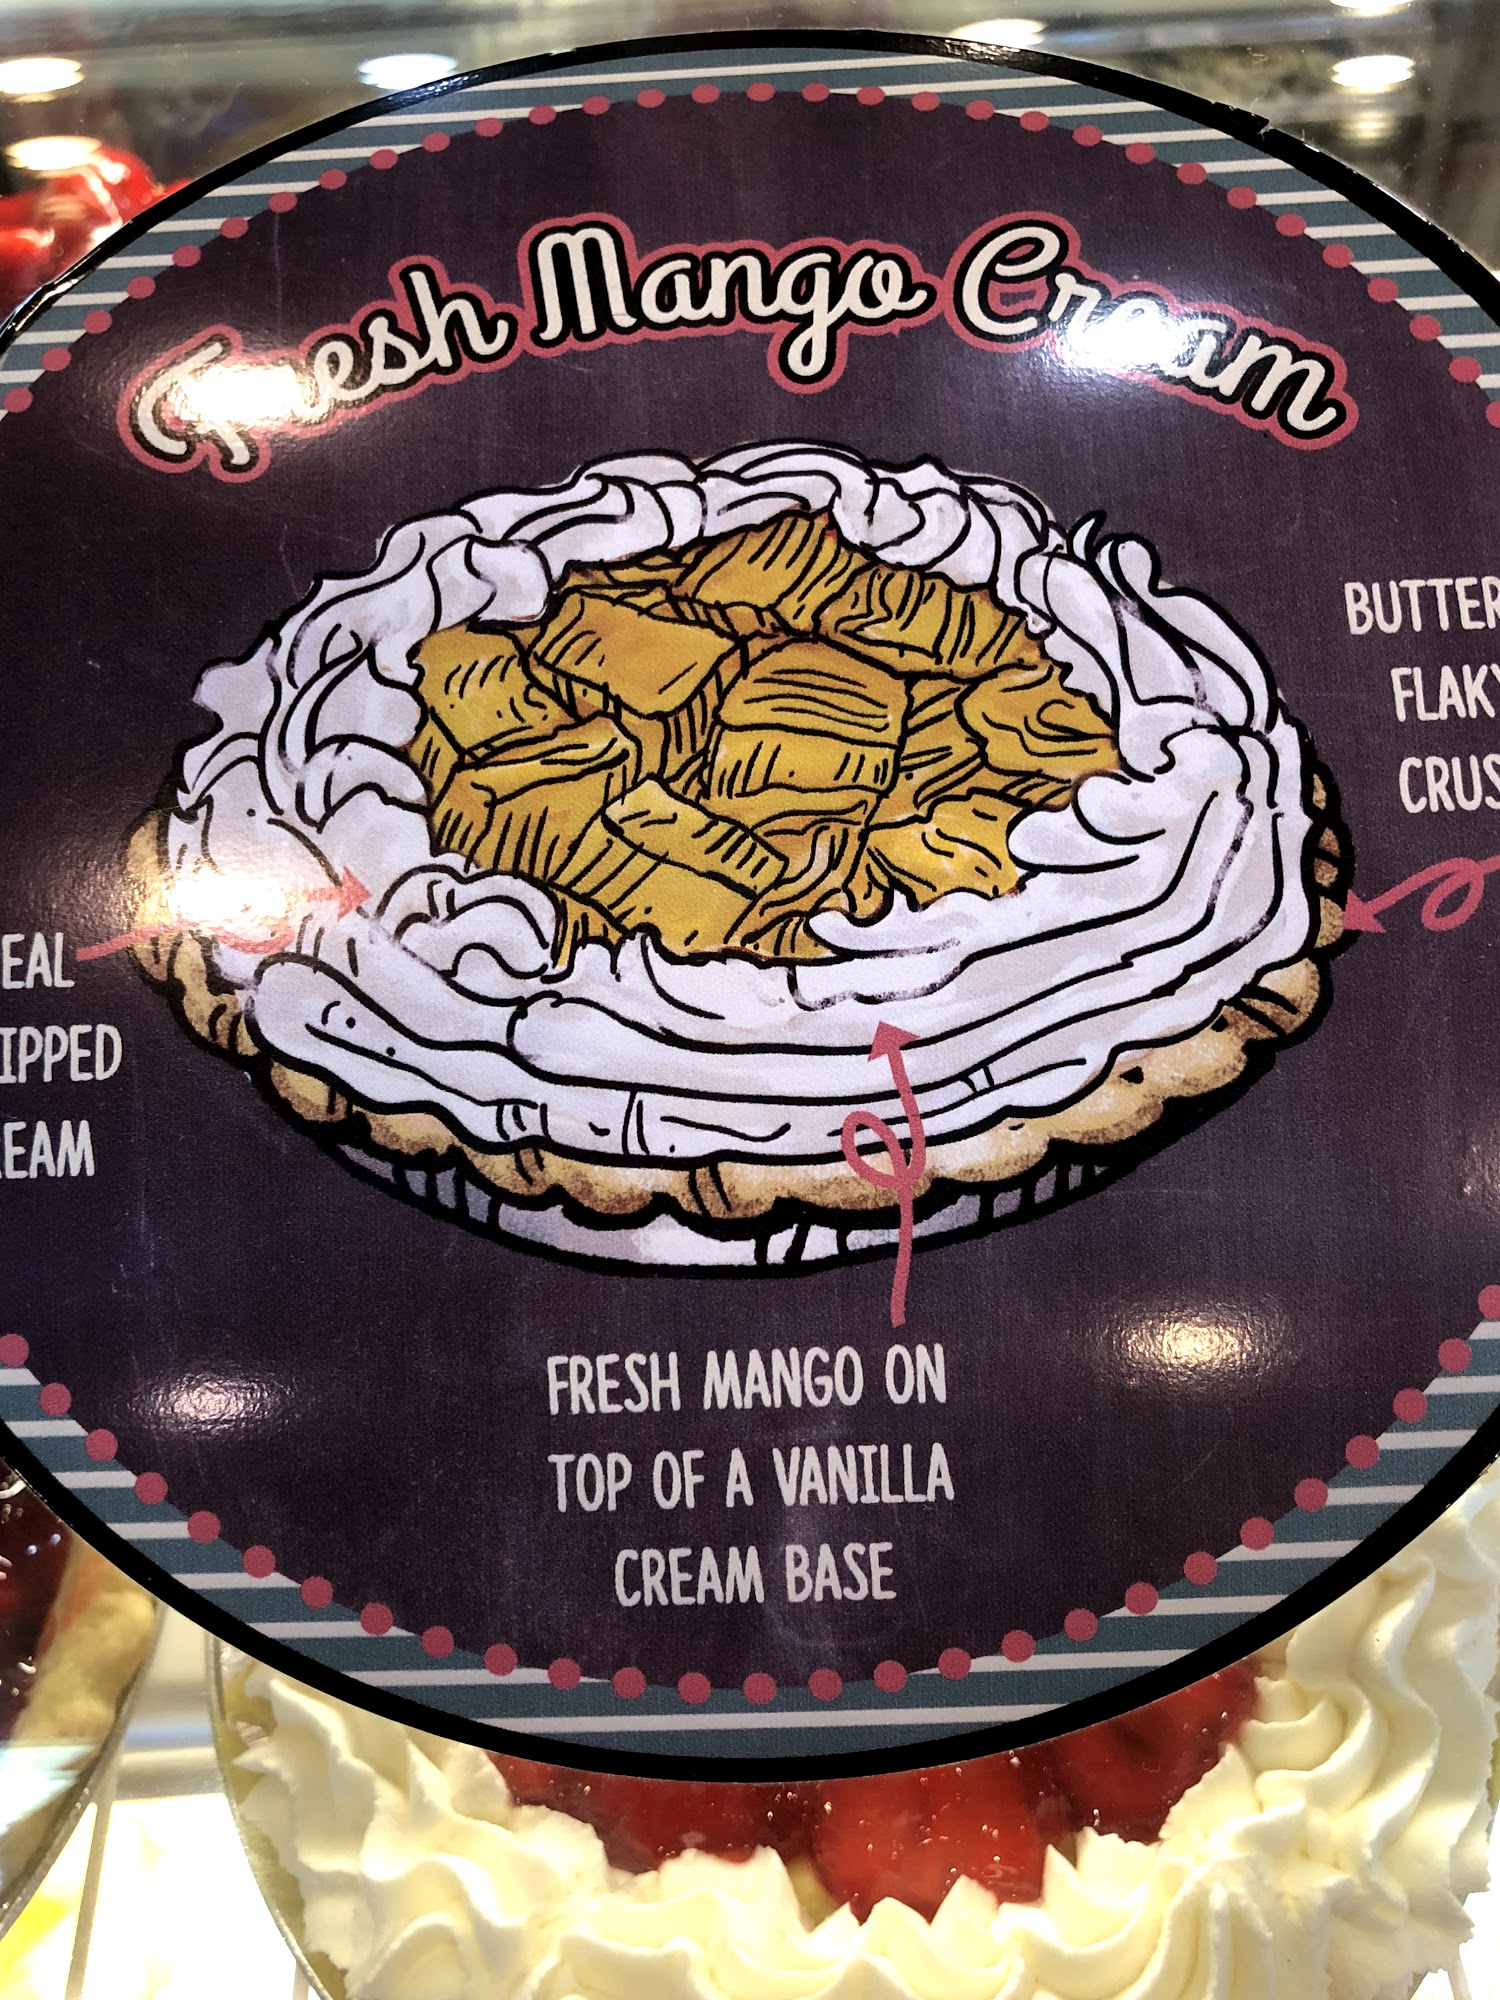 Fresh Mango Cream
BUTTER
FLAKY
CRUS
EAL
IPPED
EAM
FRESH MANGO ON
TOP OF A VANILLA
CREAM BASE